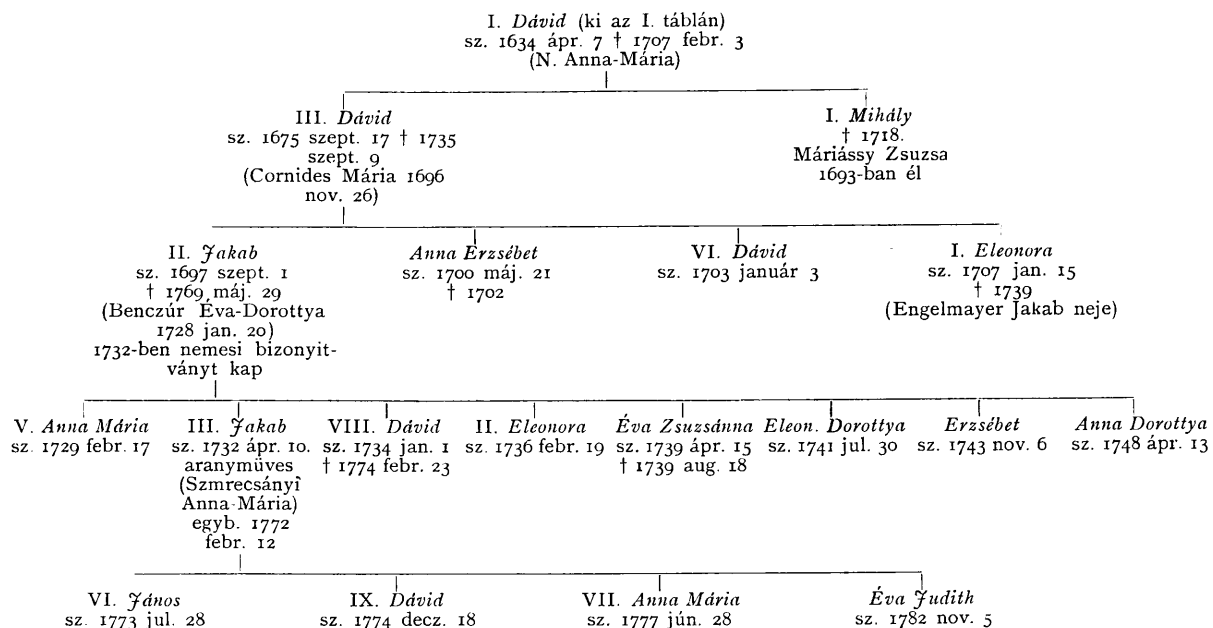 I. Dávid (ki az I. táblán)
sz. 1634 ápr. 7 † 1707 febr. 3
(N. Anna-Mária)
III. Dávid
sz. 1675 szept. 17 † 1735
szept. 9
(Cornides Mária 1696
nov. 26)
I. Mihály
† 1718.
Máriássy Zsuzsa
1693-ban él
II. Jakab
sz. 1697 szept. 1
† 1769 máj. 29
(Benczúr Éva-Dorottya
1728 jan. 20)
1732-ben nemesi bizonyit-
ványt kap
Anna Erzsébet
sz. 1700 máj. 21
† 1702
VI. Dávid
sz. 1703 január 3
I. Eleonora
sz. 1707 jan. 15
† 1739
(Engelmayer Jakab neje)
V. Anna Mária
sz. 1729 febr. 17
III. Jakab
sz. 1732 ápr. 10.
aranymüves
(Szmrecsányi
Anna-Mária)
egyb. 1772
febr. 12
VIII. Dávid
sz. 1734 jan. 1
† 1774 febr. 23
II. Eleonora
sz. 1736 febr. 19
Éva Zsuzsánna
sz. 1739 ápr. 15
† 1739 aug. 18
Eleon. Dorottya
sz. 1741 jul. 30
Erzsébet
sz. 1743 nov. 6
Anna Dorottya
sz. 1748 ápr. 13
VI. János
sz. 1773 jul. 28
IX. Dávid
sz. 1774 decz. 18
VII. Anna Mária
sz. 1777 jún. 28
Éva Judith
sz. 1782 nov. 5